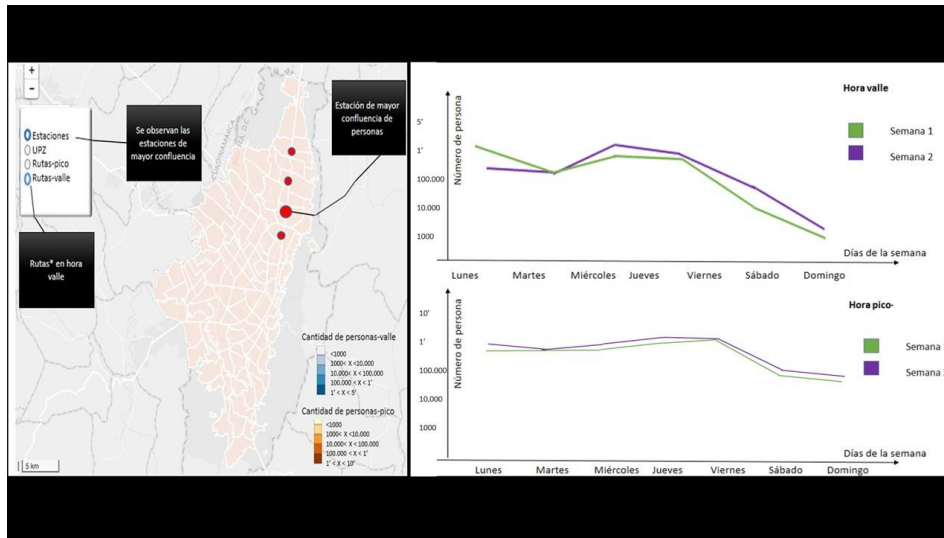 +
−
Estaciones
UPZ
Rutas-pico
Rutas-valle
Se observan las
estaciones de
mayor confluencia
Estación de mayor
confluencia de
personas
Rutas* en hora
valle
CUNDINAMARCA
Cantidad de personas-valle
<1000
1000< X <10.000
10.000 < X < 100.000
100.000 < X < 1'
1' < X < 5'
Cantidad de personas-pico
<1000
1000< X <10.000
10.000 < X < 100.000
100.000 < X < 1'
1' < X < 10'
5 km
Hora valle
Semana 1
Semana 2
Número de persona
5'
1'
100.000
10.000
1000
Días de la semana
Lunes Martes Miércoles Jueves Viernes Sábado Domingo
Hora pico-
Semana
Semana
Número de persona
10'
1'
100.000
10.000
1000
Días de la semana
Lunes Martes Miércoles Jueves Viernes Sábado Domingo